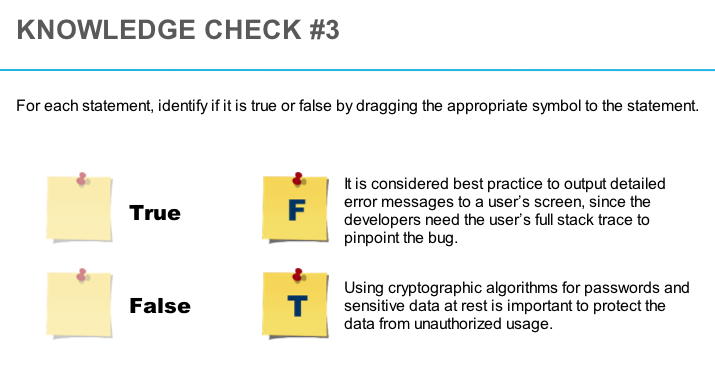 KNOWLEDGE CHECK #3
For each statement, identify if it is true or false by dragging the appropriate symbol to the statement.
True
F
It is considered best practice to output detailed
error messages to a user's screen, since the
developers need the user's full stack trace to
pinpoint the bug.
False
T
Using cryptographic algorithms for passwords and
sensitive data at rest is important to protect the
data from unauthorized usage.